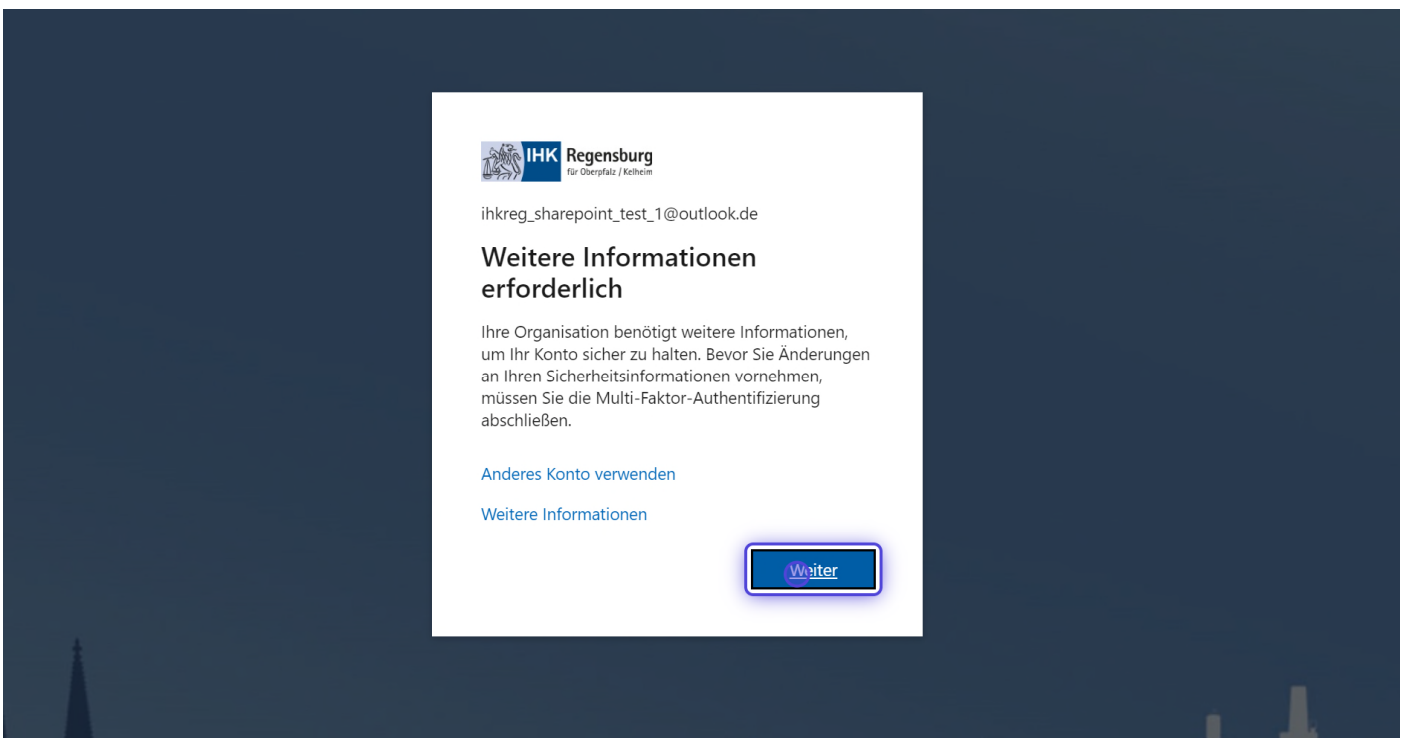 IHK Regensburg
für Oberpfalz / Kelheim
ihkreg_sharepoint_test_1@outlook.de
Weitere Informationen
erforderlich
Ihre Organisation benötigt weitere Informationen,
um Ihr Konto sicher zu halten. Bevor Sie Änderungen
an Ihren Sicherheitsinformationen vornehmen,
müssen Sie die Multi-Faktor-Authentifizierung
abschließen.
Anderes Konto verwenden
Weitere Informationen
Weiter